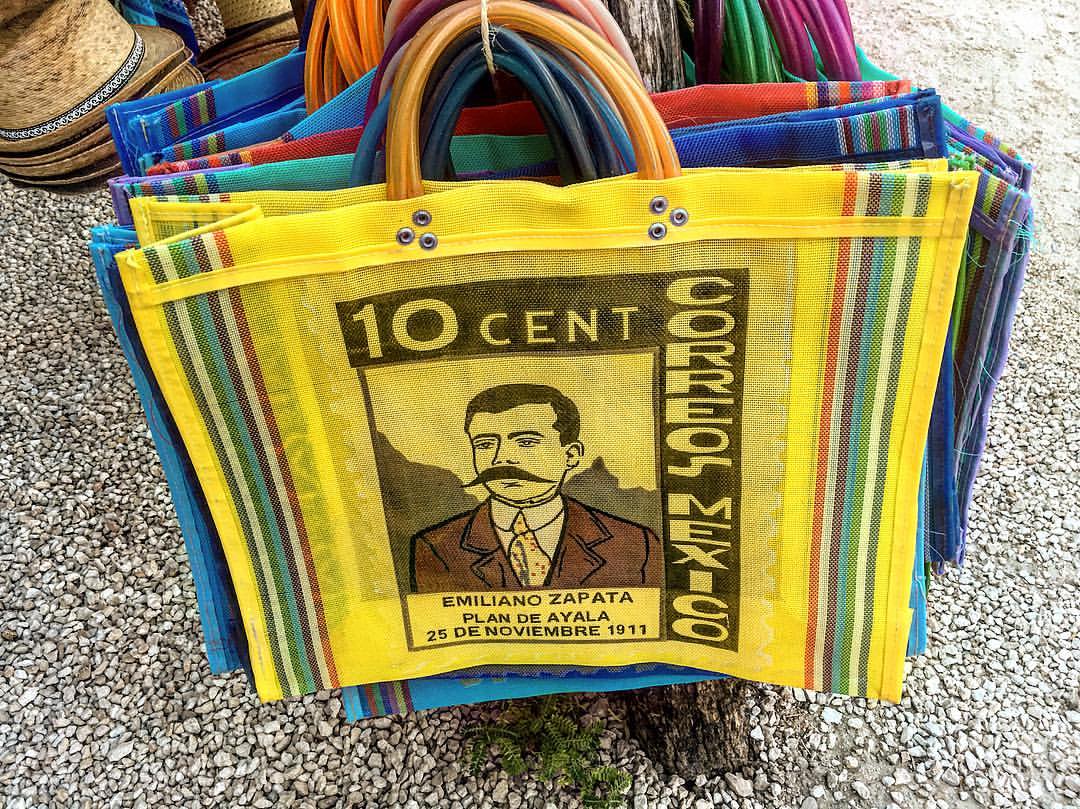 10 CENT
CORREOS MEXICO
EMILIANO ZAPATA
PLAN DE AYALA
25 DE NOVIEMBRE 1911